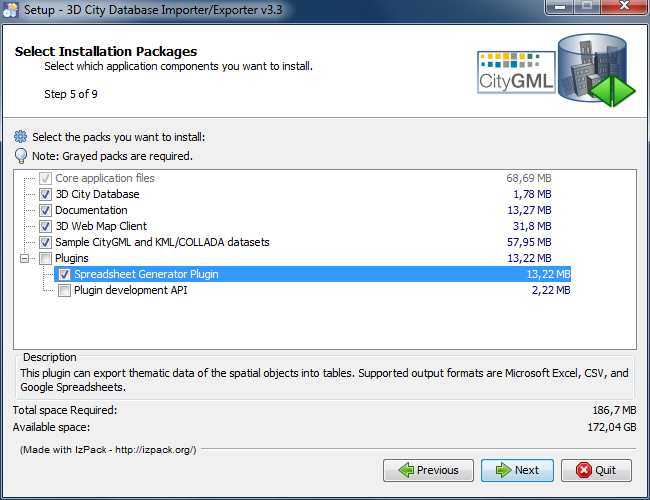 Setup - 3D City Database Importer/Exporter v3.3
Select Installation Packages
Select which application components you want to install.
Step 5 of 9
CityGML
Select the packs you want to install:
Note: Grayed packs are required.
Core application files 68,69 MB
3D City Database 1,78 MB
Documentation 13,27 MB
3D Web Map Client 31,8 MB
Sample CityGML and KML/COLLADA datasets 57,95 MB
Plugins 13,22 MB
Spreadsheet Generator Plugin 13,22 MB
Plugin development API 2,22 MB
Description
This plugin can export thematic data of the spatial objects into tables. Supported output formats are Microsoft Excel, CSV, and
Google Spreadsheets.
Total space Required: 186,7 MB
Available space: 172,04 GB
(Made with IzPack - http://izpack.org/)
Previous Next Quit